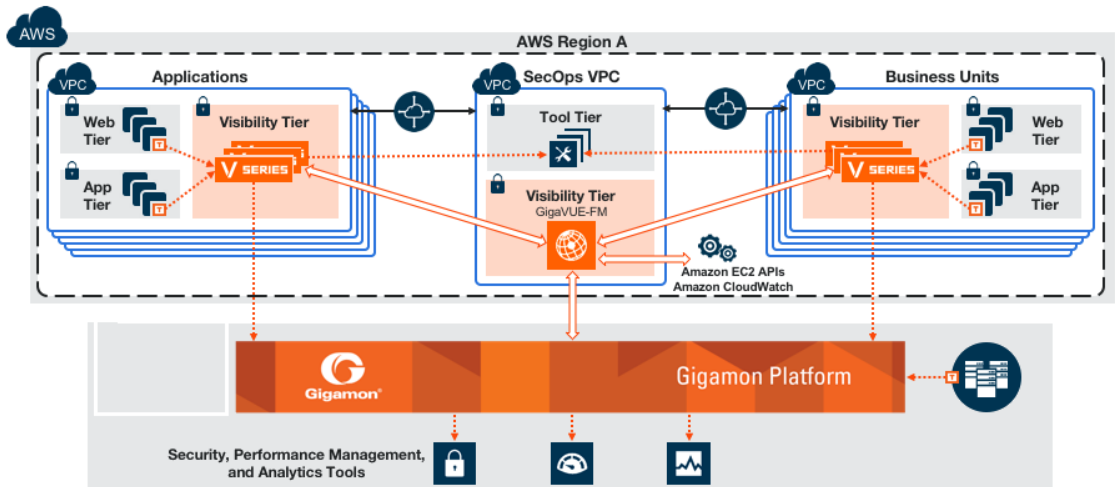 AWS
AWS Region A
VPC
Applications
VPC
SecOps VPC
VPC
Business Units
Web
Tier
T
App
Tier
T
Visibility Tier
V SERIES
Tool Tier
Visibility Tier
GigaVUE-FM
Visibility Tier
V SERIES
T
Web
Tier
T
App
Tier
Amazon EC2 APIs
Amazon CloudWatch
Gigamon®
Gigamon Platform
T
Security, Performance Management,
and Analytics Tools